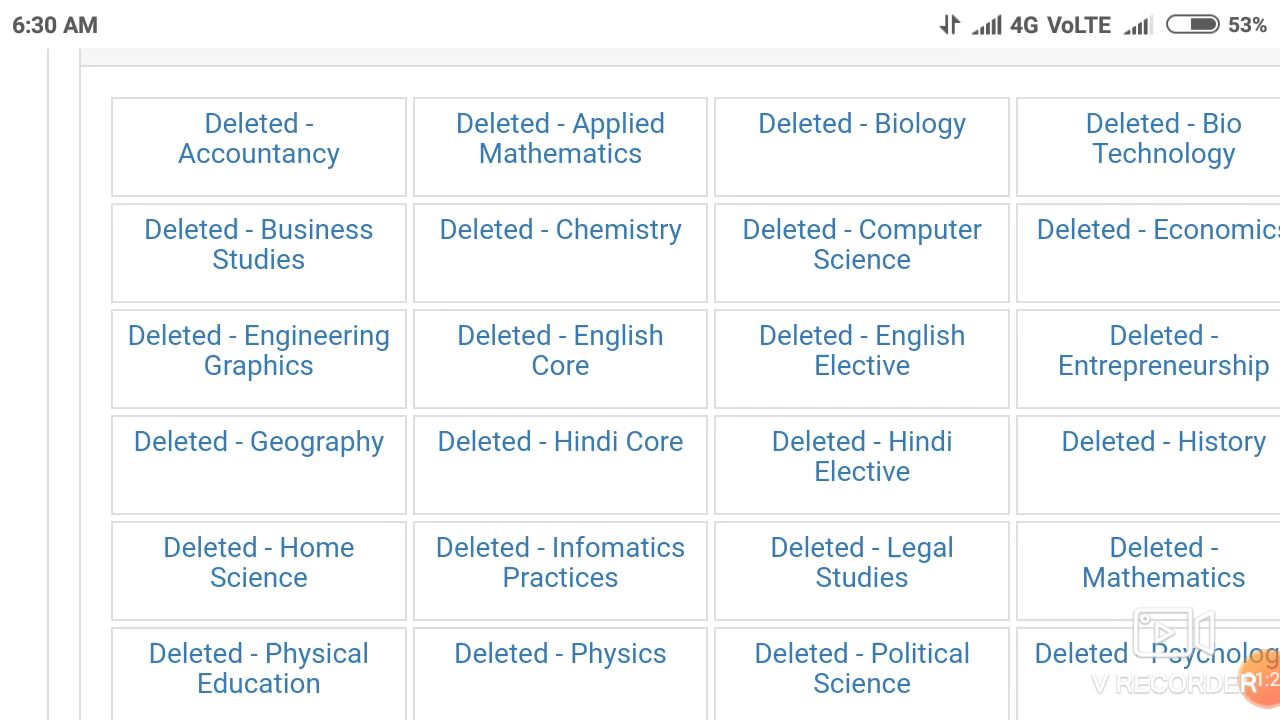 6:30 AM 4G VoLTE 53%
Deleted - Deleted - Applied Deleted - Biology Deleted - Bio
Accountancy Mathematics Technology
Deleted - Business Deleted - Chemistry Deleted - Computer Deleted - Economics
Studies Science
Deleted - Engineering Deleted - English Deleted - English Deleted -
Graphics Core Elective Entrepreneurship
Deleted - Geography Deleted - Hindi Core Deleted - Hindi Deleted - History
Elective
Deleted - Home Deleted - Infomatics Deleted - Legal Deleted -
Science Practices Studies Mathematics
Deleted - Physical Deleted - Physics Deleted - Political Deleted - Psycholog
Education Science
V RECORDER